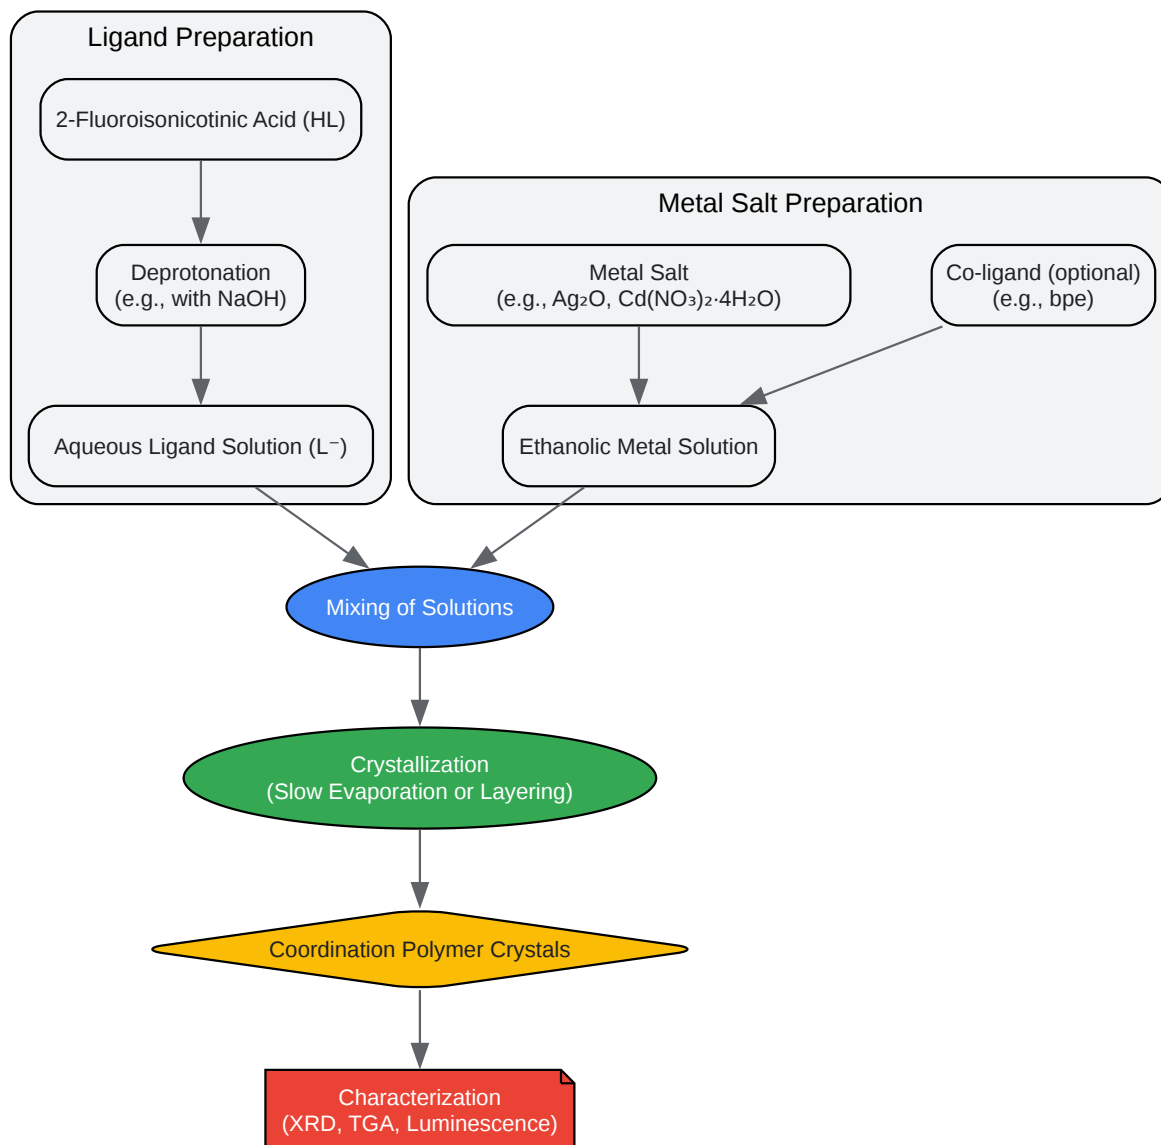 Ligand Preparation
2-Fluoroisonicotinic Acid (HL)
Deprotonation
(e.g., with NaOH)
Aqueous Ligand Solution (L⁻)
Metal Salt Preparation
Metal Salt
(e.g., Ag₂O, Cd(NO₃)₂·4H₂O)
Co-ligand (optional)
(e.g., bpe)
Ethanolic Metal Solution
Mixing of Solutions
Crystallization
(Slow Evaporation or Layering)
Coordination Polymer Crystals
Characterization
(XRD, TGA, Luminescence)